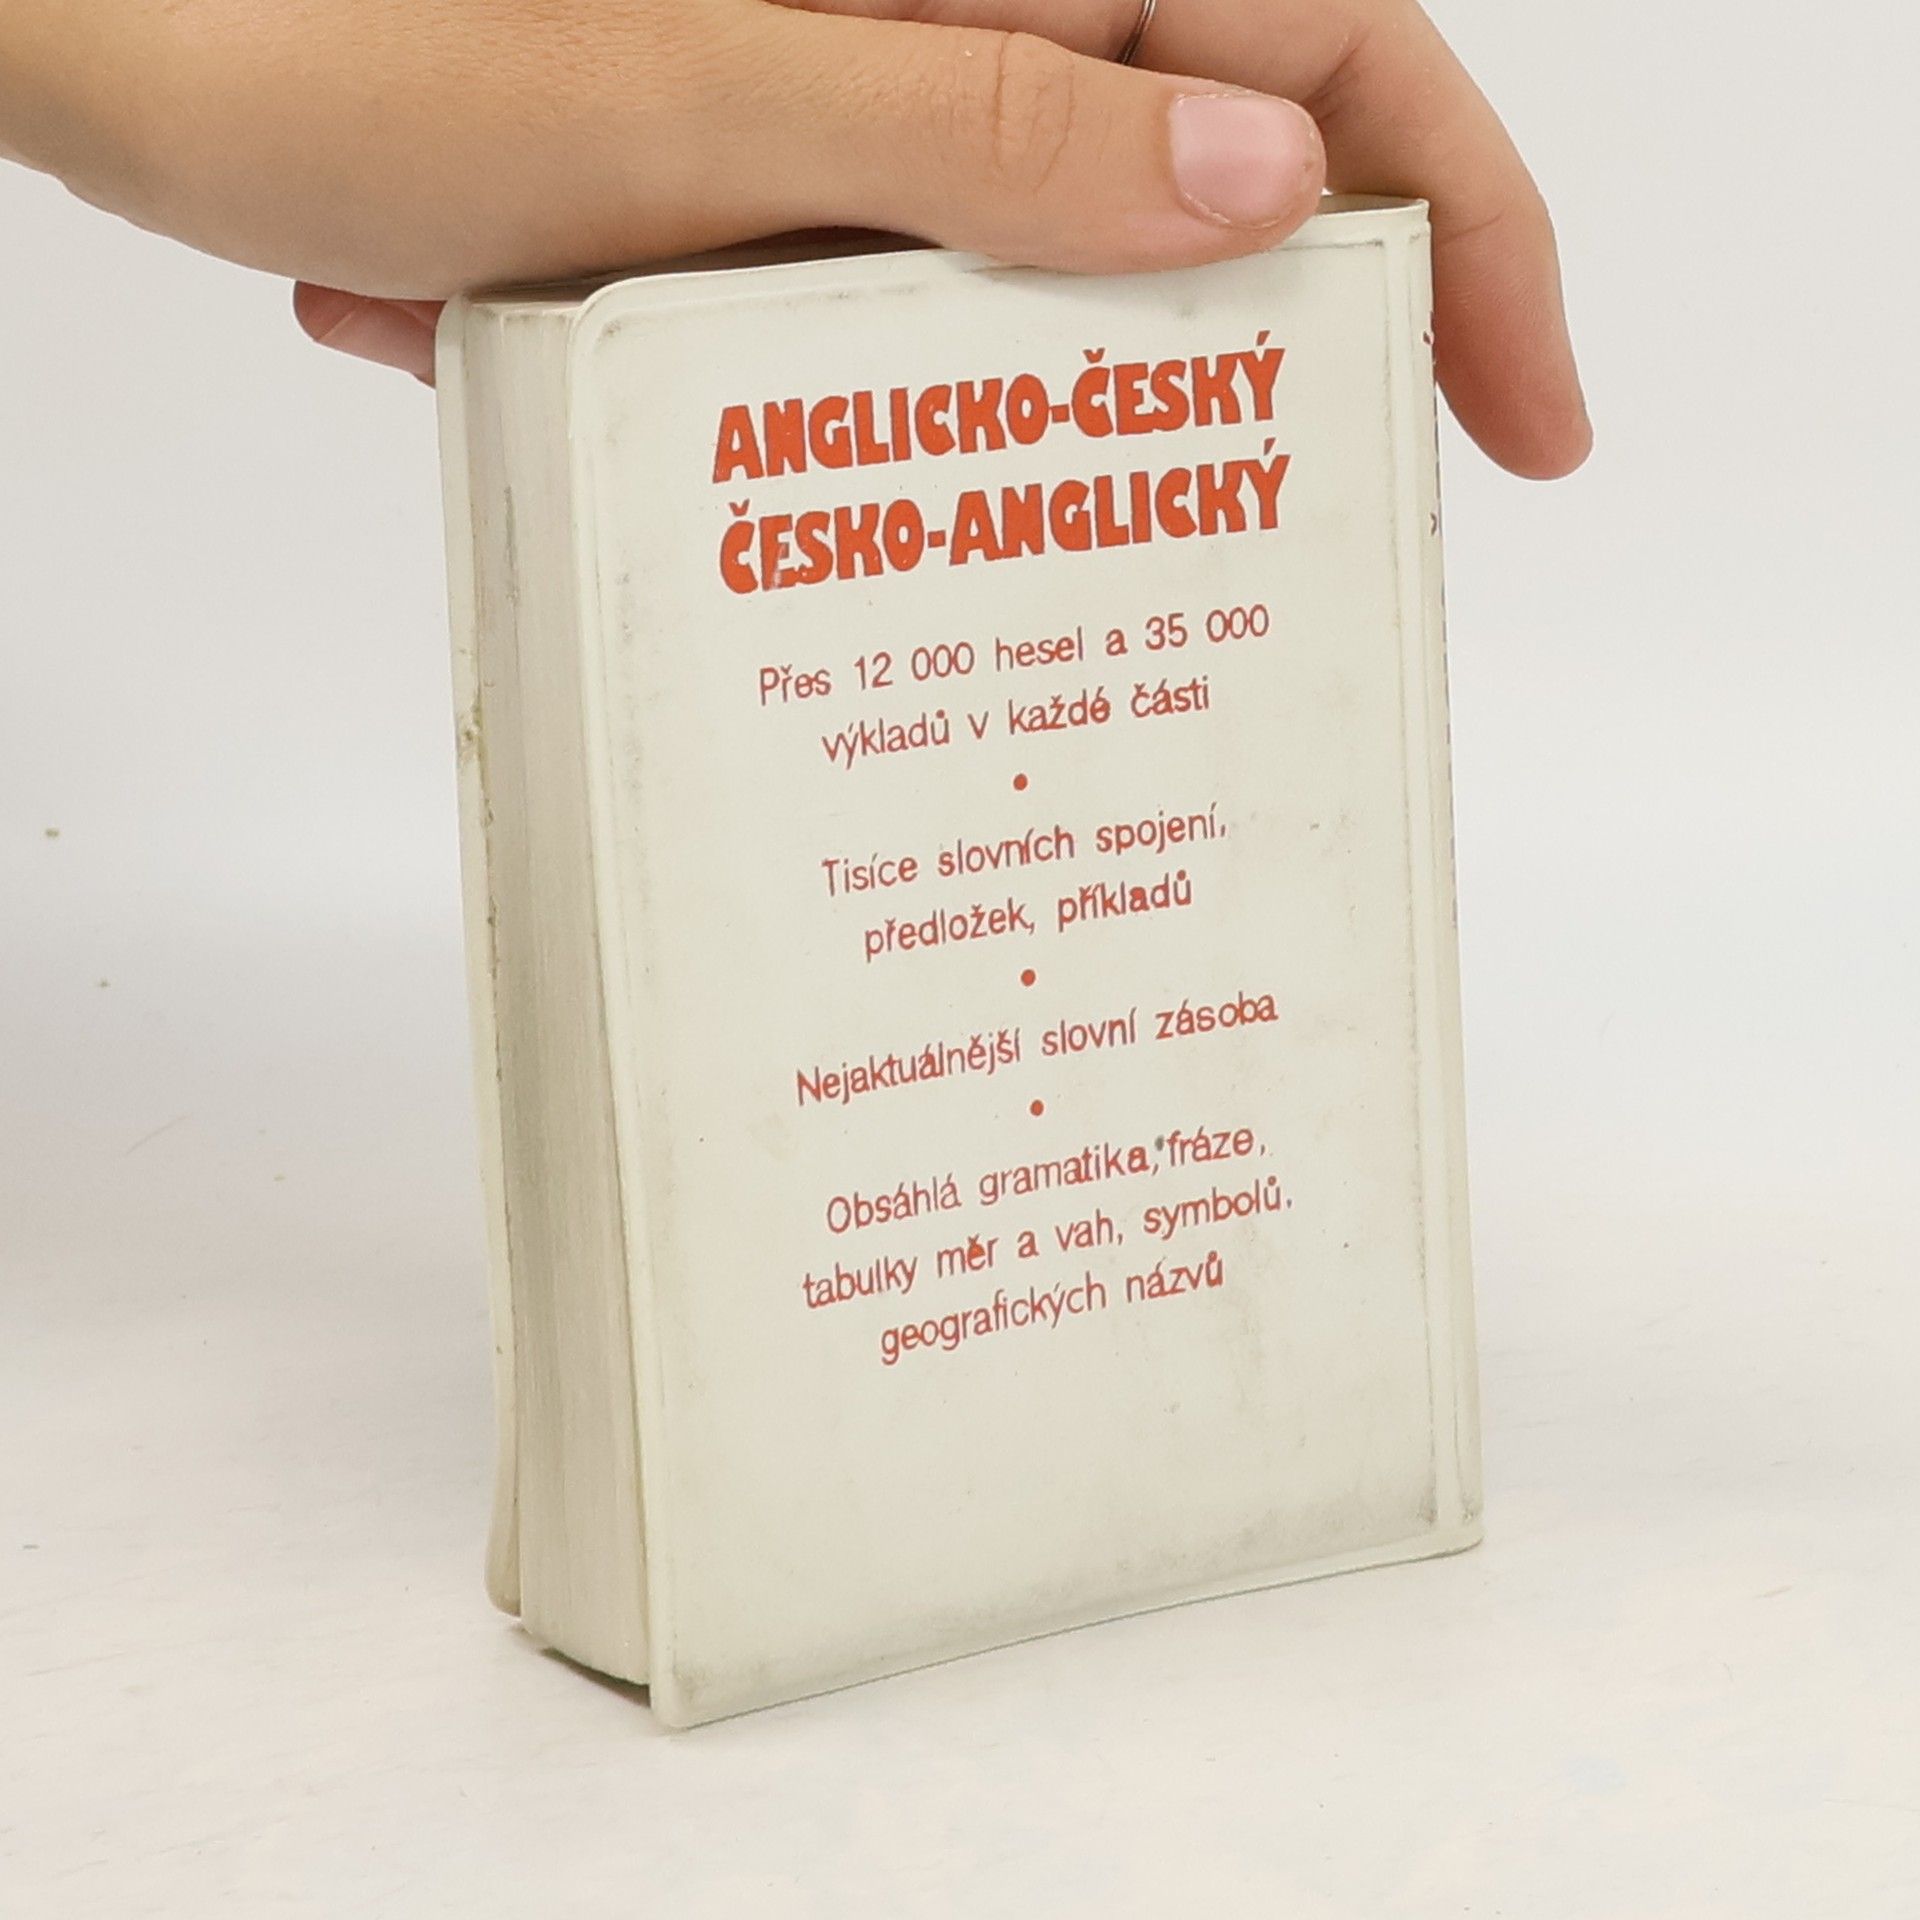 ANGLICKO-ČESKÝ
ČESKO-ANGLICKÝ
Přes 12 000 hesel a 35 000
výkladů v každé části
•
Tisíce slovních spojení,
předložek, příkladů
•
Nejaktuálnější slovní zásoba
•
Obsáhlá gramatika, fráze,
tabulky měr a vah, symbolů,
geografických názvů